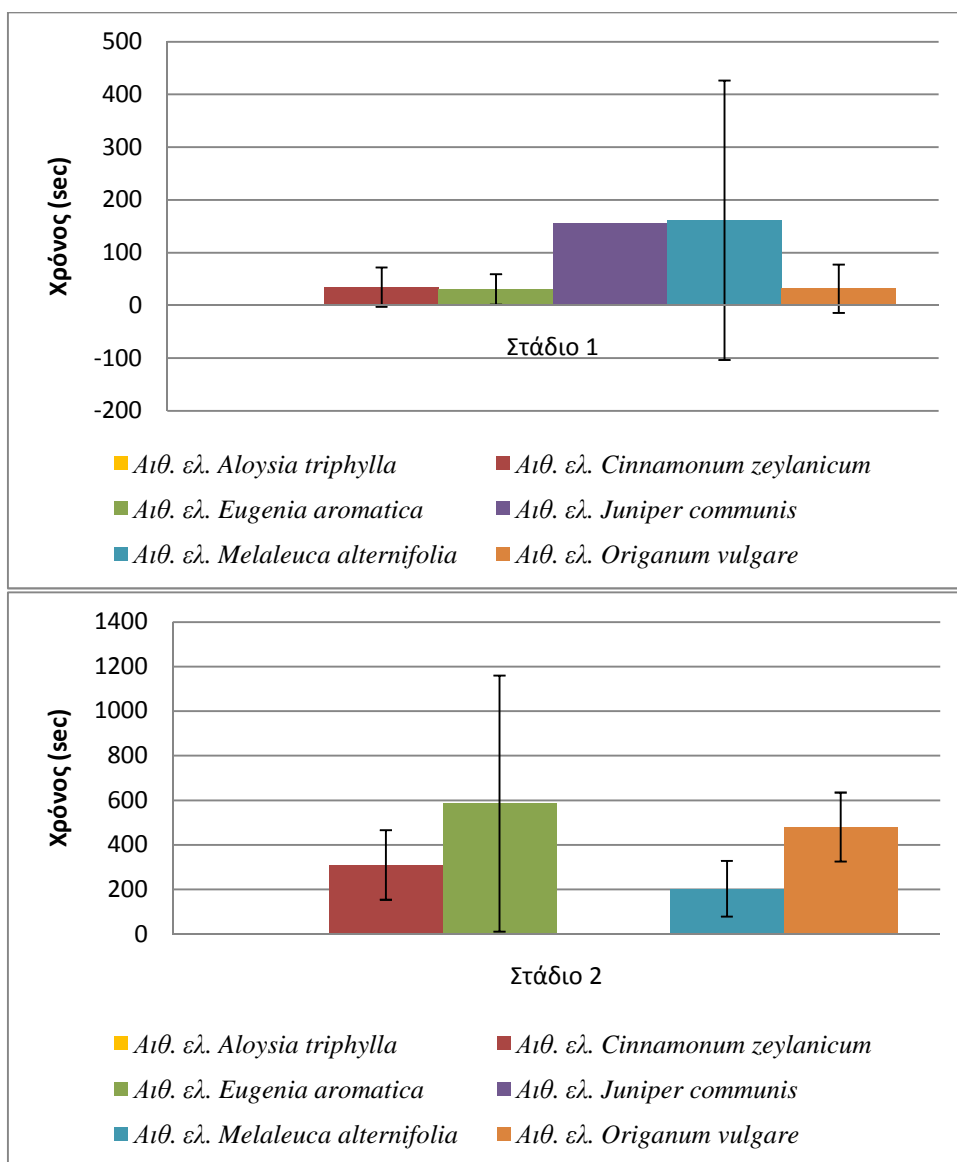 500
400
300
200
100
0
-100
-200
Χρόνος (sec)
Στάδιο 1
Αιθ. ελ. Aloysia triphylla Αιθ. ελ. Cinnamonum zeylanicum
Αιθ. ελ. Eugenia aromatica Αιθ. ελ. Juniper communis
Αιθ. ελ. Melaleuca alternifolia Αιθ. ελ. Origanum vulgare
1400
1200
1000
800
600
400
200
0
Χρόνος (sec)
Στάδιο 2
Αιθ. ελ. Aloysia triphylla Αιθ. ελ. Cinnamonum zeylanicum
Αιθ. ελ. Eugenia aromatica Αιθ. ελ. Juniper communis
Αιθ. ελ. Melaleuca alternifolia Αιθ. ελ. Origanum vulgare